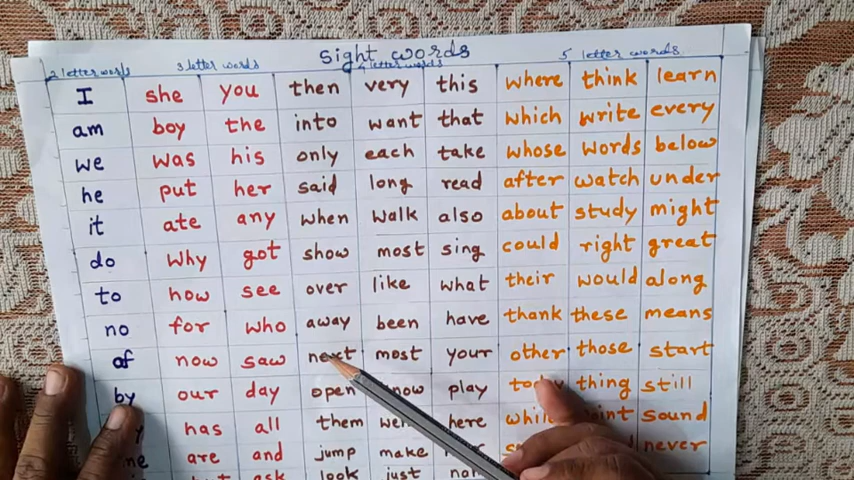 Sight words
2 letter words 3 letter words 4 letter words 5 letter words
I she you then very this where think learn
am boy the into want that which write every
we was his only each take whose words below
he put her said long read after watch under
it ate any when walk also about study might
do why got show most sing could right great
to how see over like what their would along
no for who away been have thank these means
of now saw next most your other those start
by our day open know play today thing still
has all them here while sound
are and jump make never
ask look just